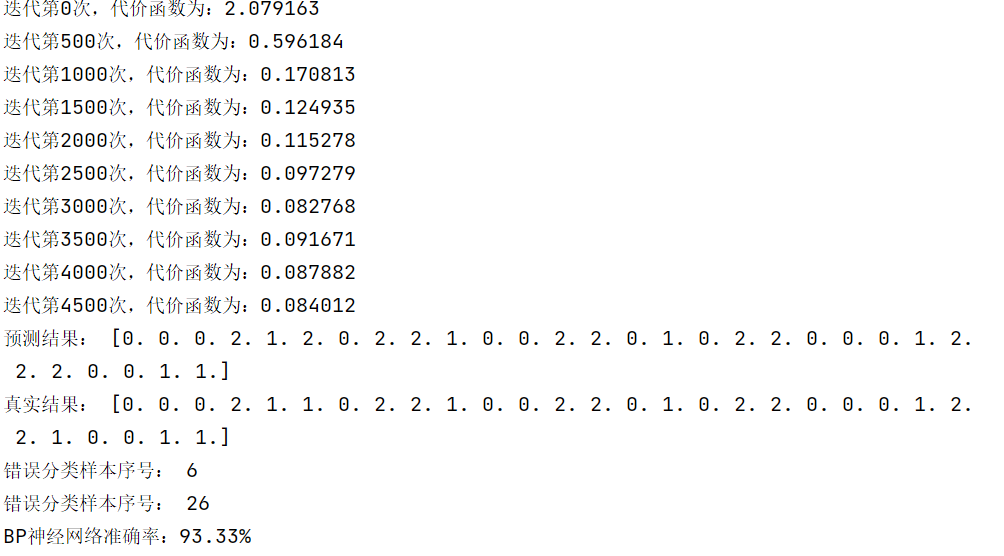 迭代第0次，代价函数为：2.079163
迭代第500次，代价函数为：0.596184
迭代第1000次，代价函数为：0.170813
迭代第1500次，代价函数为：0.124935
迭代第2000次，代价函数为：0.115278
迭代第2500次，代价函数为：0.097279
迭代第3000次，代价函数为：0.082768
迭代第3500次，代价函数为：0.091671
迭代第4000次，代价函数为：0.087882
迭代第4500次，代价函数为：0.084012
预测结果： [0. 0. 0. 2. 1. 2. 0. 2. 2. 1. 0. 0. 2. 2. 0. 1. 0. 2. 2. 0. 0. 0. 1. 2.
 2. 2. 0. 0. 1. 1.]
真实结果： [0. 0. 0. 2. 1. 1. 0. 2. 2. 1. 0. 0. 2. 2. 0. 1. 0. 2. 2. 0. 0. 0. 1. 2.
 2. 1. 0. 0. 1. 1.]
错误分类样本序号： 6
错误分类样本序号： 26
BP神经网络准确率：93.33%